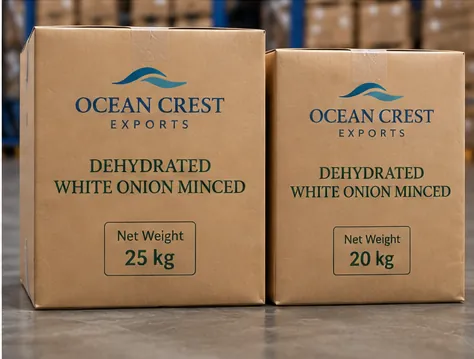 OCEAN CREST
EXPORTS
DEHYDRATED
WHITE ONION MINCED
Net Weight
25 kg
OCEAN CREST
EXPORTS
DEHYDRATED
WHITE ONION MINCED
Net Weight
20 kg